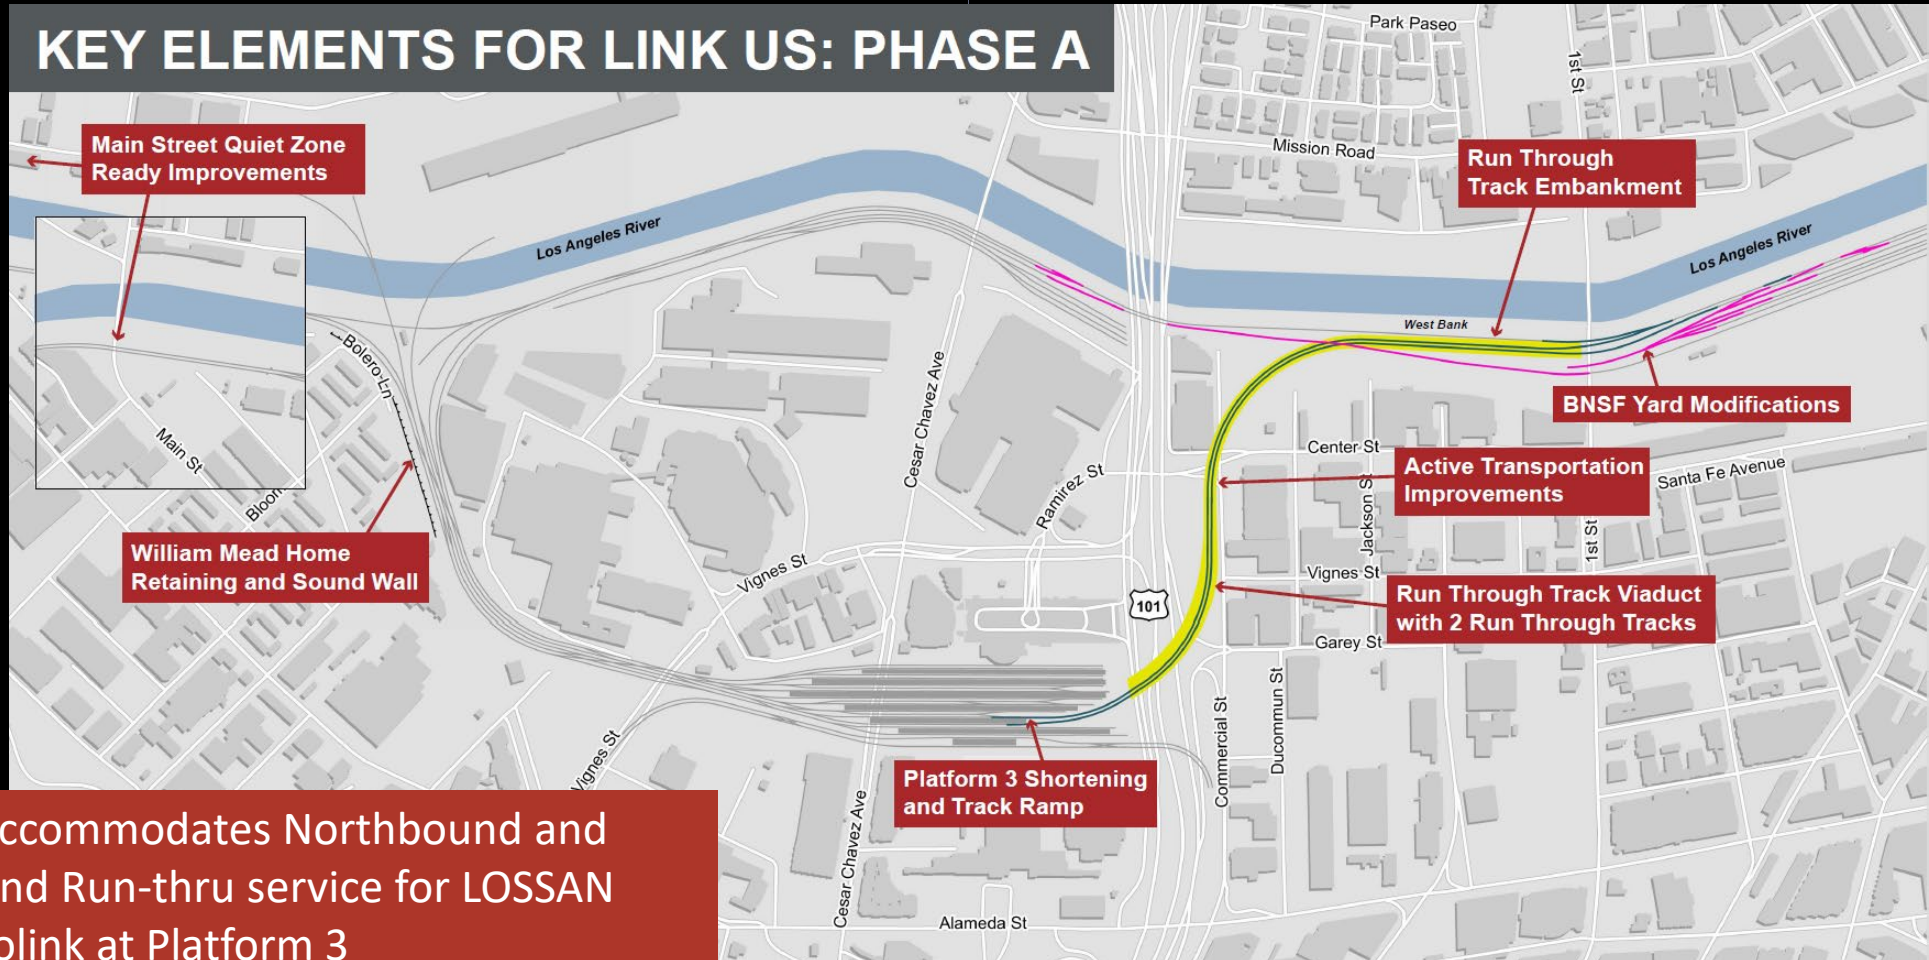 KEY ELEMENTS FOR LINK US: PHASE A
Park Paseo
1st St
Main Street Quiet Zone
Ready Improvements
Mission Road
Run Through
Track Embankment
Los Angeles River
Los Angeles River
West Bank
Bolero Ln
Cesar Chavez Ave
BNSF Yard Modifications
Main St
Center St
Active Transportation
Improvements
Santa Fe Avenue
Ramirez St
Jackson St
1st St
William Mead Home
Retaining and Sound Wall
Vignes St
Vignes St
101
Run Through Track Viaduct
with 2 Run Through Tracks
Garey St
Ducommun St
Commercial St
Vignes St
Platform 3 Shortening
and Track Ramp
Cesar Chavez Ave
Alameda St
ccommodates Northbound and
nd Run-thru service for LOSSAN
olink at Platform 3